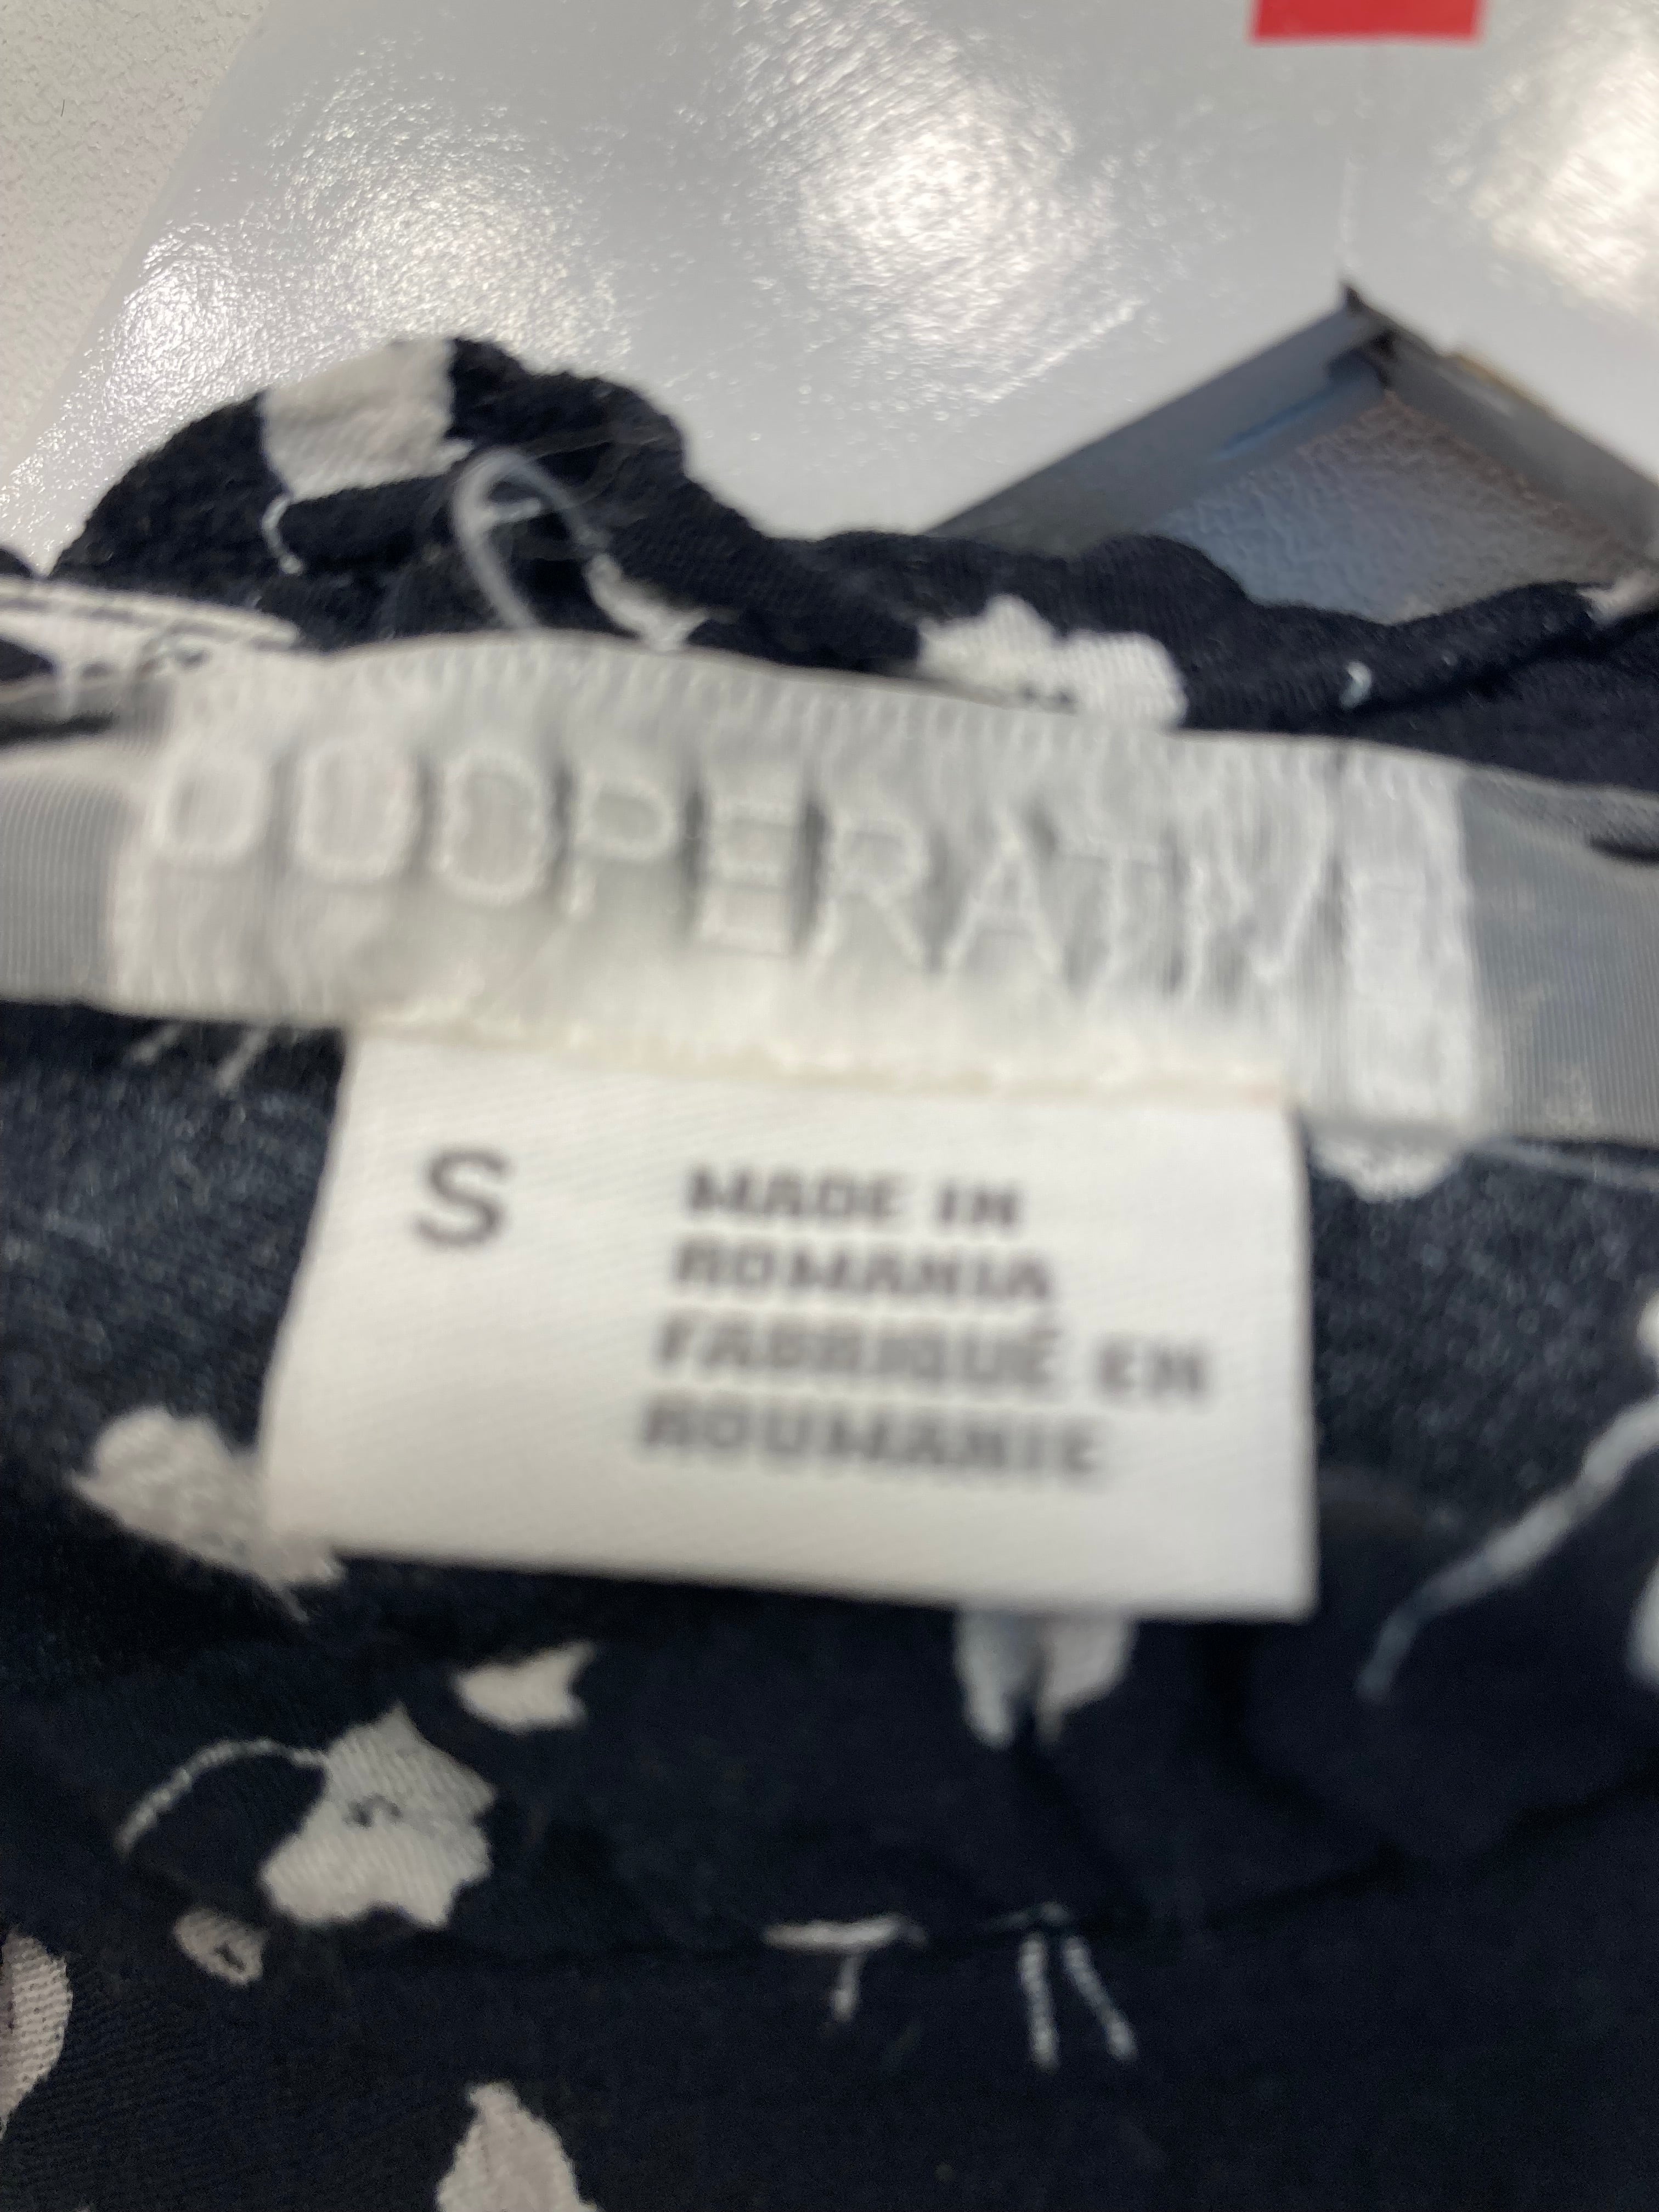 COOPERATIVE
S
MADE IN
ROMANIA
FABRIQUÉ EN
ROUMANIE